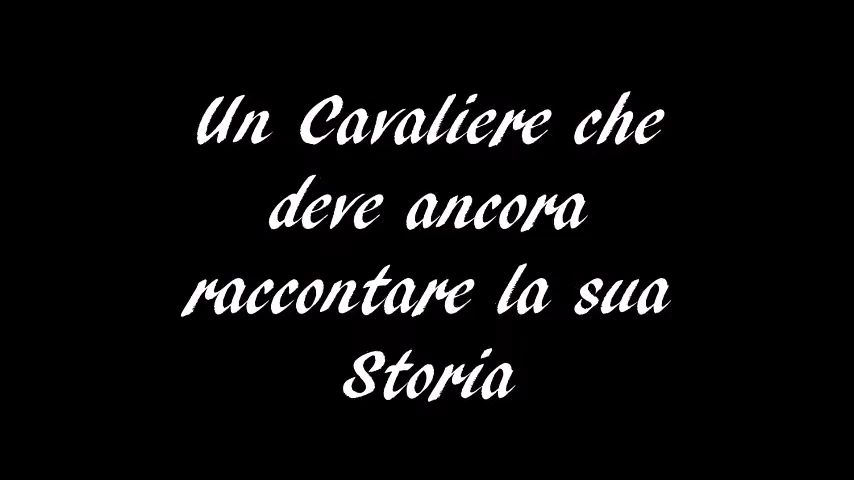 Un Cavaliere che
deve ancora
raccontare la sua
Storia